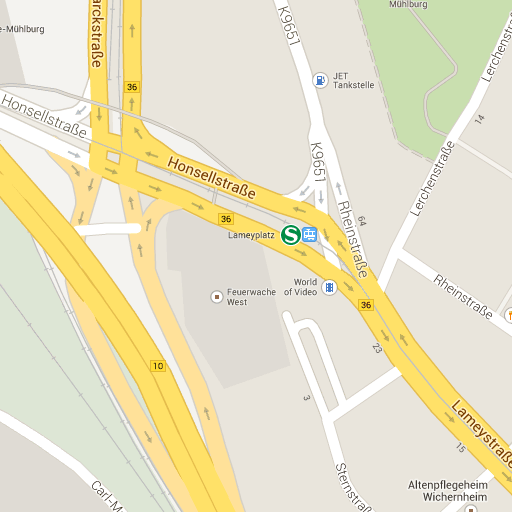 Mühlburg
e-Mühlburg
arckstraße
K9651
Lerchenstraße
JET
Tankstelle
36
Honsellstraße
14
K9651
Honsellstraße
Lerchenstraße
64
Rheinstraße
36
Lameyplatz
S
World
of Video
Feuerwache
West
Rheinstraße
36
23
10
3
Lameystraße
15
Sternstraß
Carl-M
Altenpflegeheim
Wichernheim